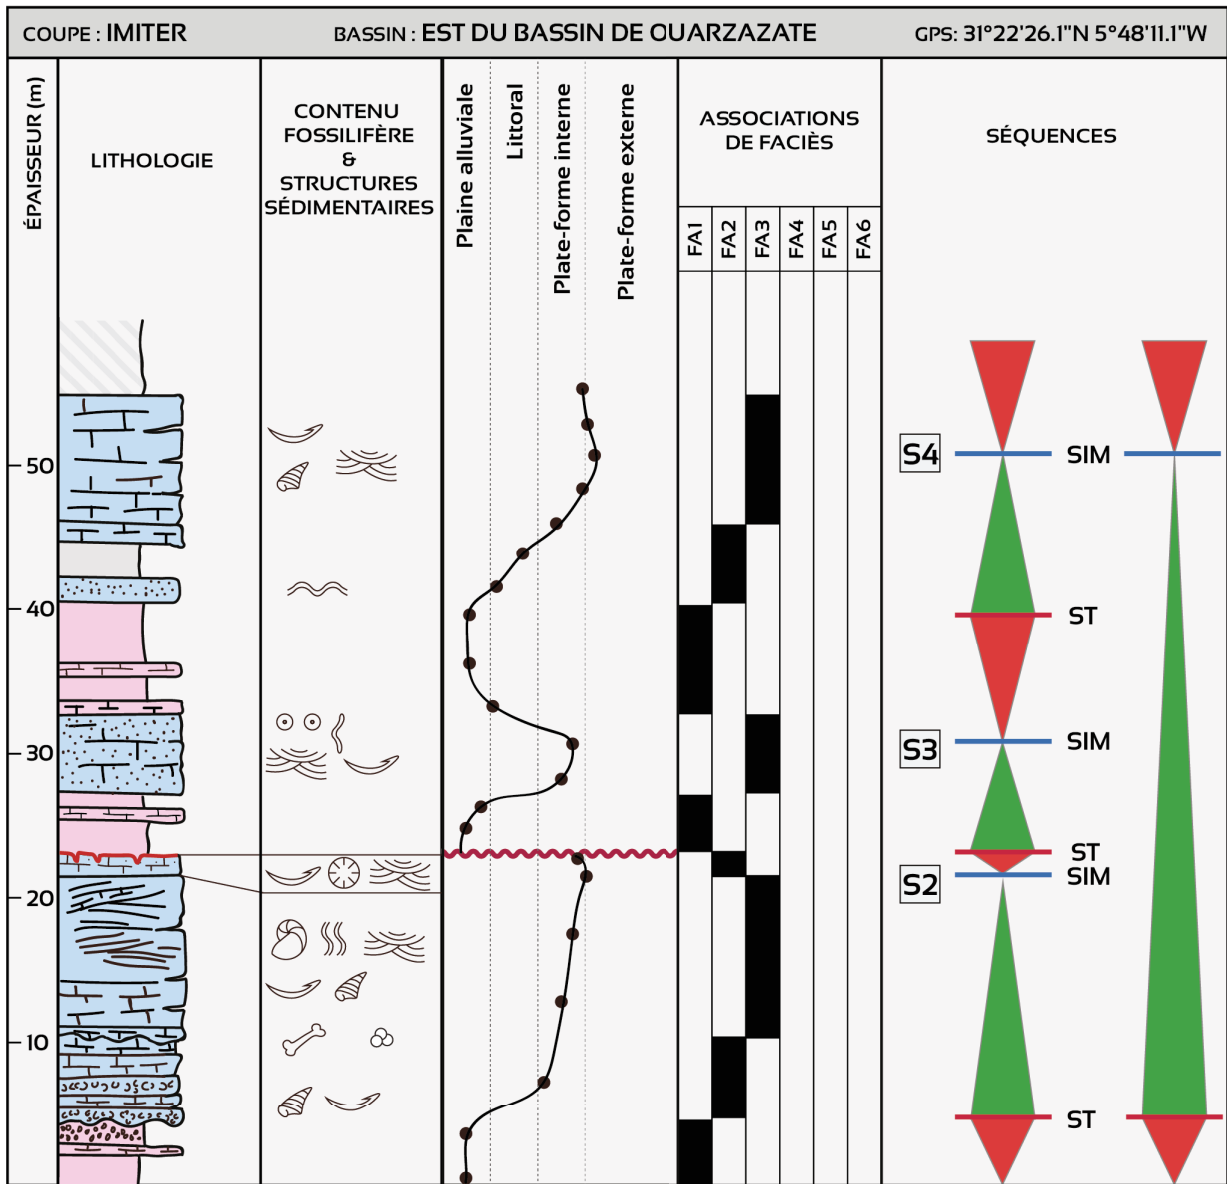 COUPE : IMITER
BASSIN : EST DU BASSIN DE OUARZAZATE
GPS: 31°22'26.1"N 5°48'11.1"W
ÉPAISSEUR (m)
LITHOLOGIE
CONTENU
FOSSILIFÈRE
&
STRUCTURES
SÉDIMENTAIRES
Plaine alluviale
Littoral
Plate-forme interne
Plate-forme externe
ASSOCIATIONS
DE FACIÈS
FA1
FA2
FA3
FA4
FA5
FA6
SÉQUENCES
50
40
30
20
10
S4
SIM
ST
S3
SIM
ST
S2
SIM
ST